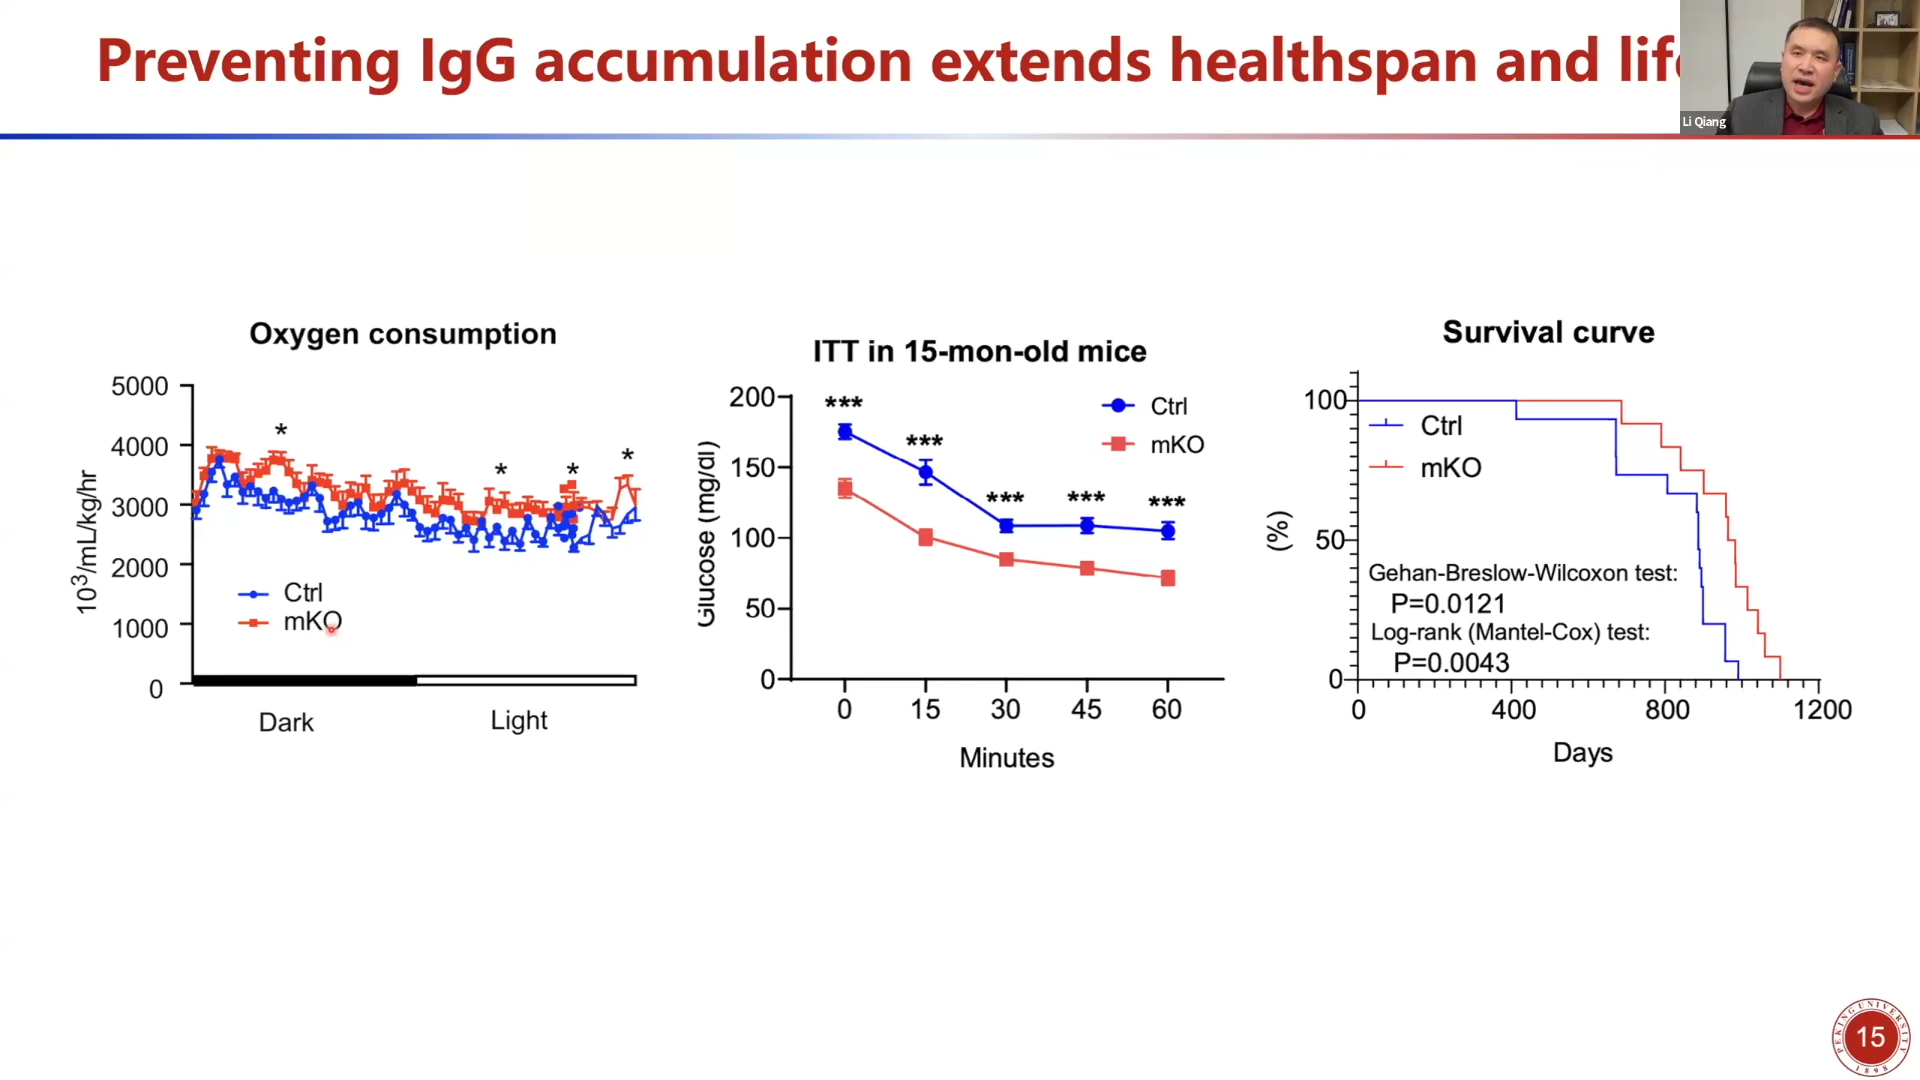 Preventing IgG accumulation extends healthspan and life
Li Qiang
Oxygen consumption
10³/mL/kg/hr
5000
4000
3000
2000
1000
0
*
*
*
*
Ctrl
mKO
Dark
Light
ITT in 15-mon-old mice
Glucose (mg/dl)
200
150
100
50
0
***
***
***
***
***
Ctrl
mKO
0 15 30 45 60
Minutes
Survival curve
(%)
100
50
0
Ctrl
mKO
Gehan-Breslow-Wilcoxon test:
P=0.0121
Log-rank (Mantel-Cox) test:
P=0.0043
0 400 800 1200
Days
PEKING UNIVERSITY
15
1898